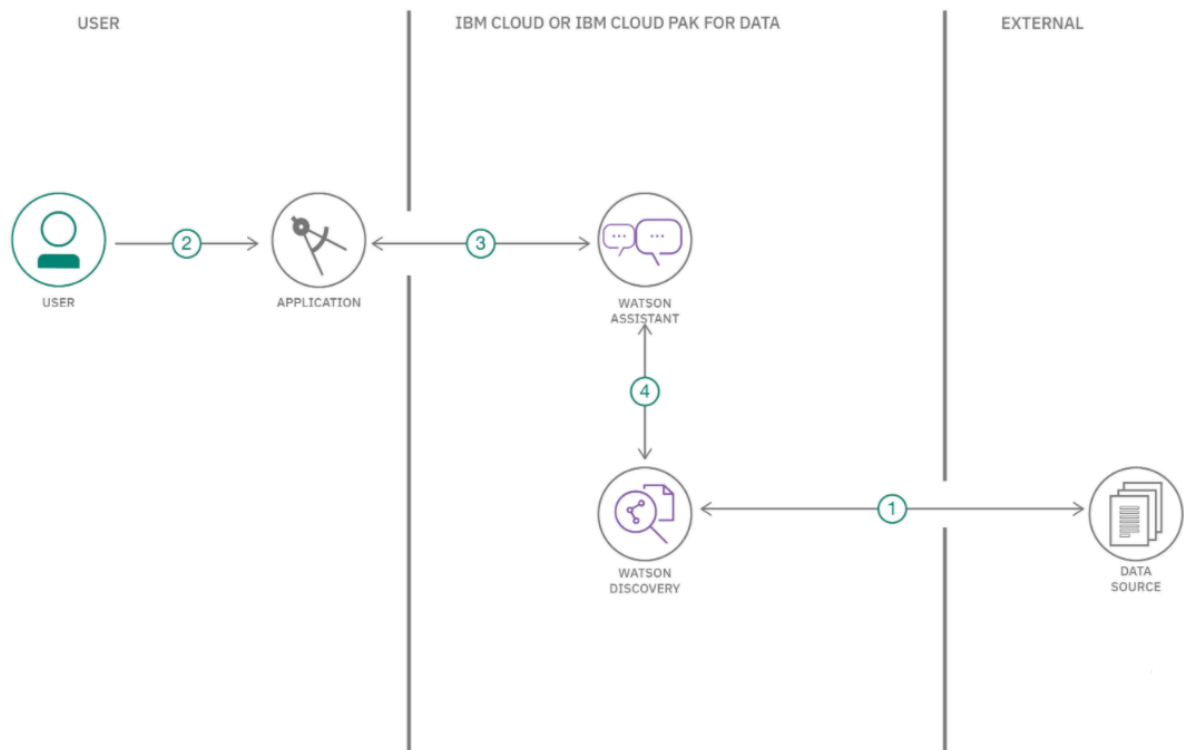 USER
IBM CLOUD OR IBM CLOUD PAK FOR DATA
EXTERNAL
2
3
USER
APPLICATION
WATSON
ASSISTANT
4
1
WATSON
DISCOVERY
DATA
SOURCE